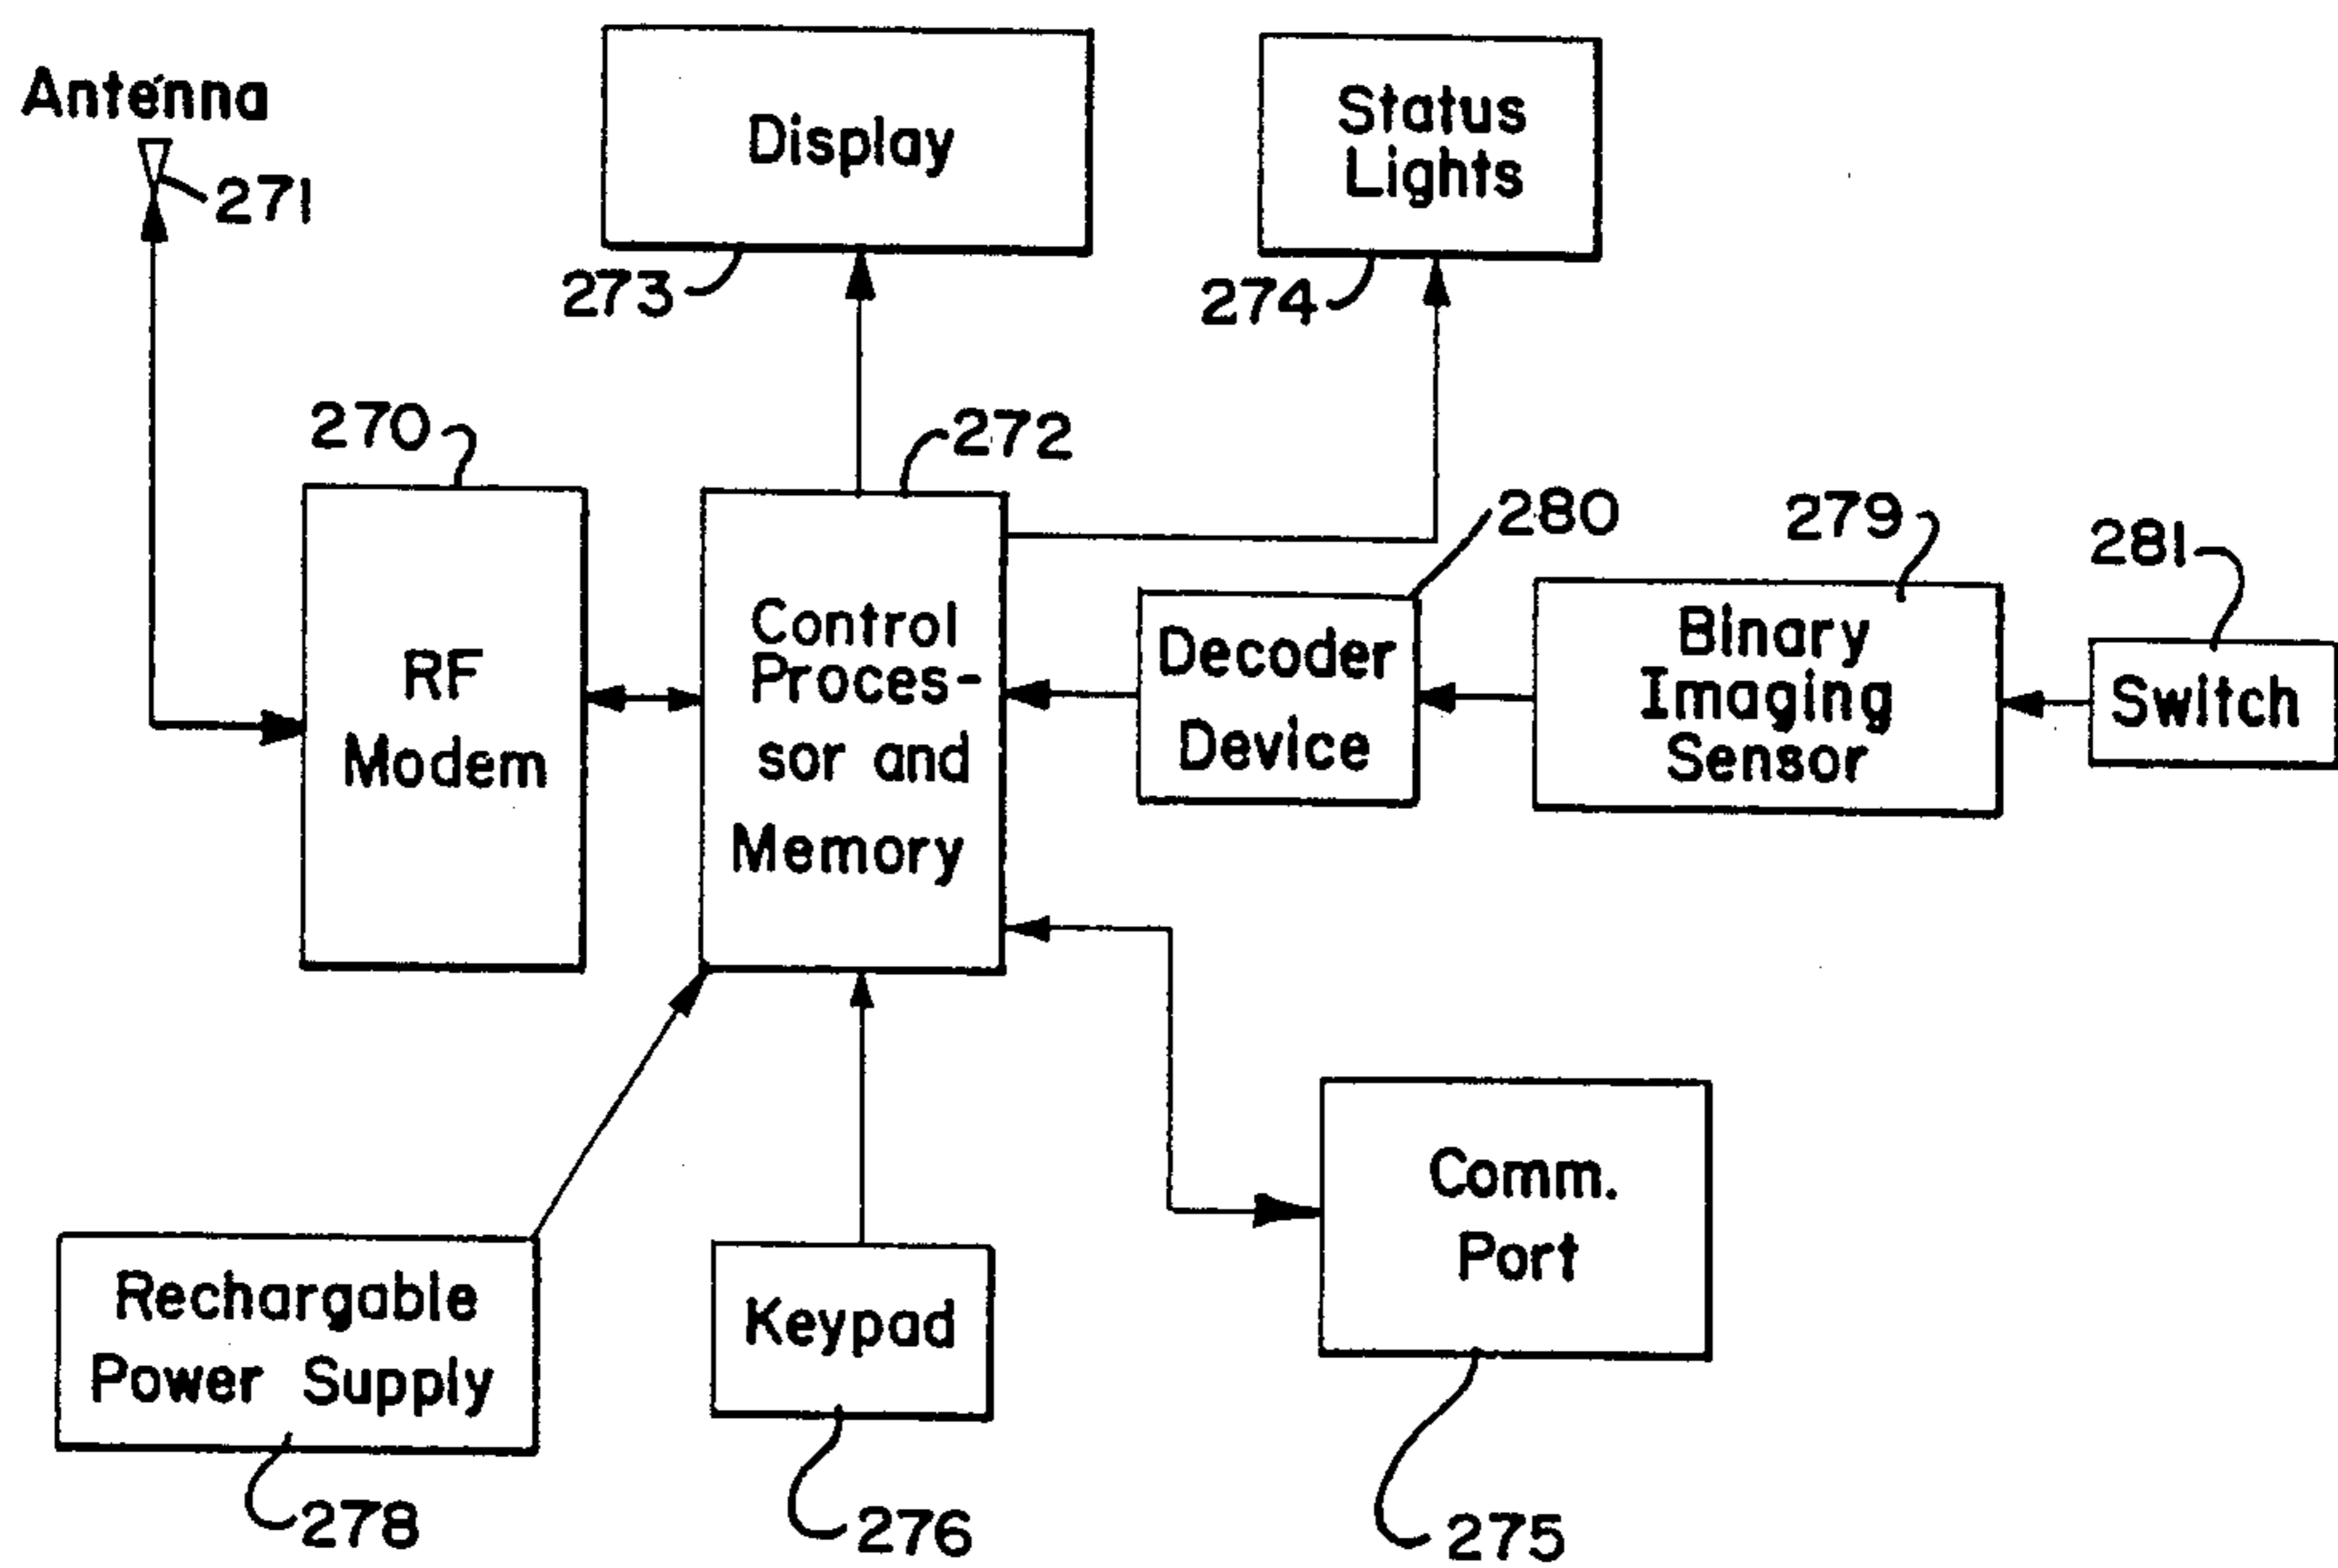 Antenna
271
Display
273
Status
Lights
274
270
RF
Modem
272
Control
Proces-
sor and
Memory
280
Decoder
Device
279
Binary
Imaging
Sensor
281
Switch
Rechargable
Power Supply
278
Keypad
276
Comm.
Port
275